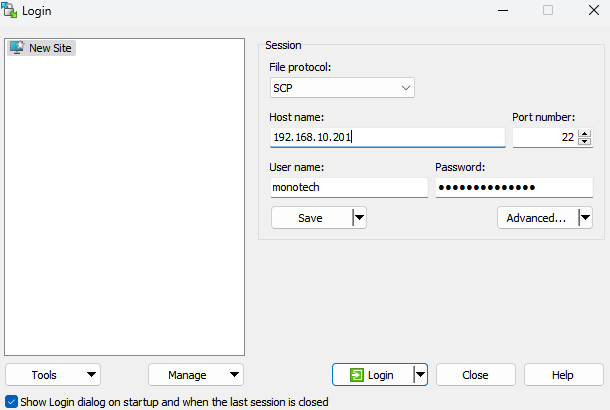 Login
New Site
Session
File protocol:
SCP
Host name:
Port number:
192.168.10.201
22
User name:
Password:
monotech
●●●●●●●●●●●●●●
Save
Advanced...
Tools
Manage
Login
Close
Help
Show Login dialog on startup and when the last session is closed